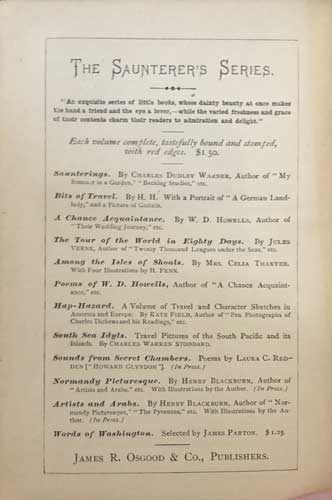 THE SAUNTERER'S SERIES.
"An exquisite series of little books, whose dainty beauty at once makes
the hand a friend and the eye a lover,—while the varied freshness and grace
of their contents charm their readers to admiration and delight."
Each volume complete, tastefully bound and stamped,
with red edges. $1.50.
Saunterings. By CHARLES DUDLEY WARNER, Author of "My
Summer in a Garden," "Backlog Studies," etc.
Bits of Travel. By H. H. With a Portrait of "A German Land-
lady," and a Picture of Gastein.
A Chance Acquaintance. By W. D. HOWELLS, Author of
"Their Wedding Journey," etc.
The Tour of the World in Eighty Days. By JULES
VERNE, Author of "Twenty Thousand Leagues under the Seas," etc.
Among the Isles of Shoals. By MRS. CELIA THAXTER.
With Four Illustrations by H. FENN.
Poems of W. D. Howells, Author of "A Chance Acquaint-
ance," etc.
Hap-Hazard. A Volume of Travel and Character Sketches in
America and Europe. By KATE FIELD, Author of "Pen Photographs of
Charles Dickens and his Readings," etc.
South Sea Idyls. Travel Pictures of the South Pacific and its
Islands. By CHARLES WARREN STODDARD.
Sounds from Secret Chambers. Poems by LAURA C. RED-
DEN ["HOWARD GLYNDON"]. (In Press.)
Normandy Picturesque. By HENRY BLACKBURN, Author of
"Artists and Arabs," etc. With Illustrations by the Author. (In Press.)
Artists and Arabs. By HENRY BLACKBURN, Author of "Nor-
mandy Picturesque," "The Pyrenees," etc. With Illustrations by the Au-
thor. (In Press.)
Words of Washington. Selected by JAMES PARTON. $1.25.
JAMES R. OSGOOD & CO., PUBLISHERS.